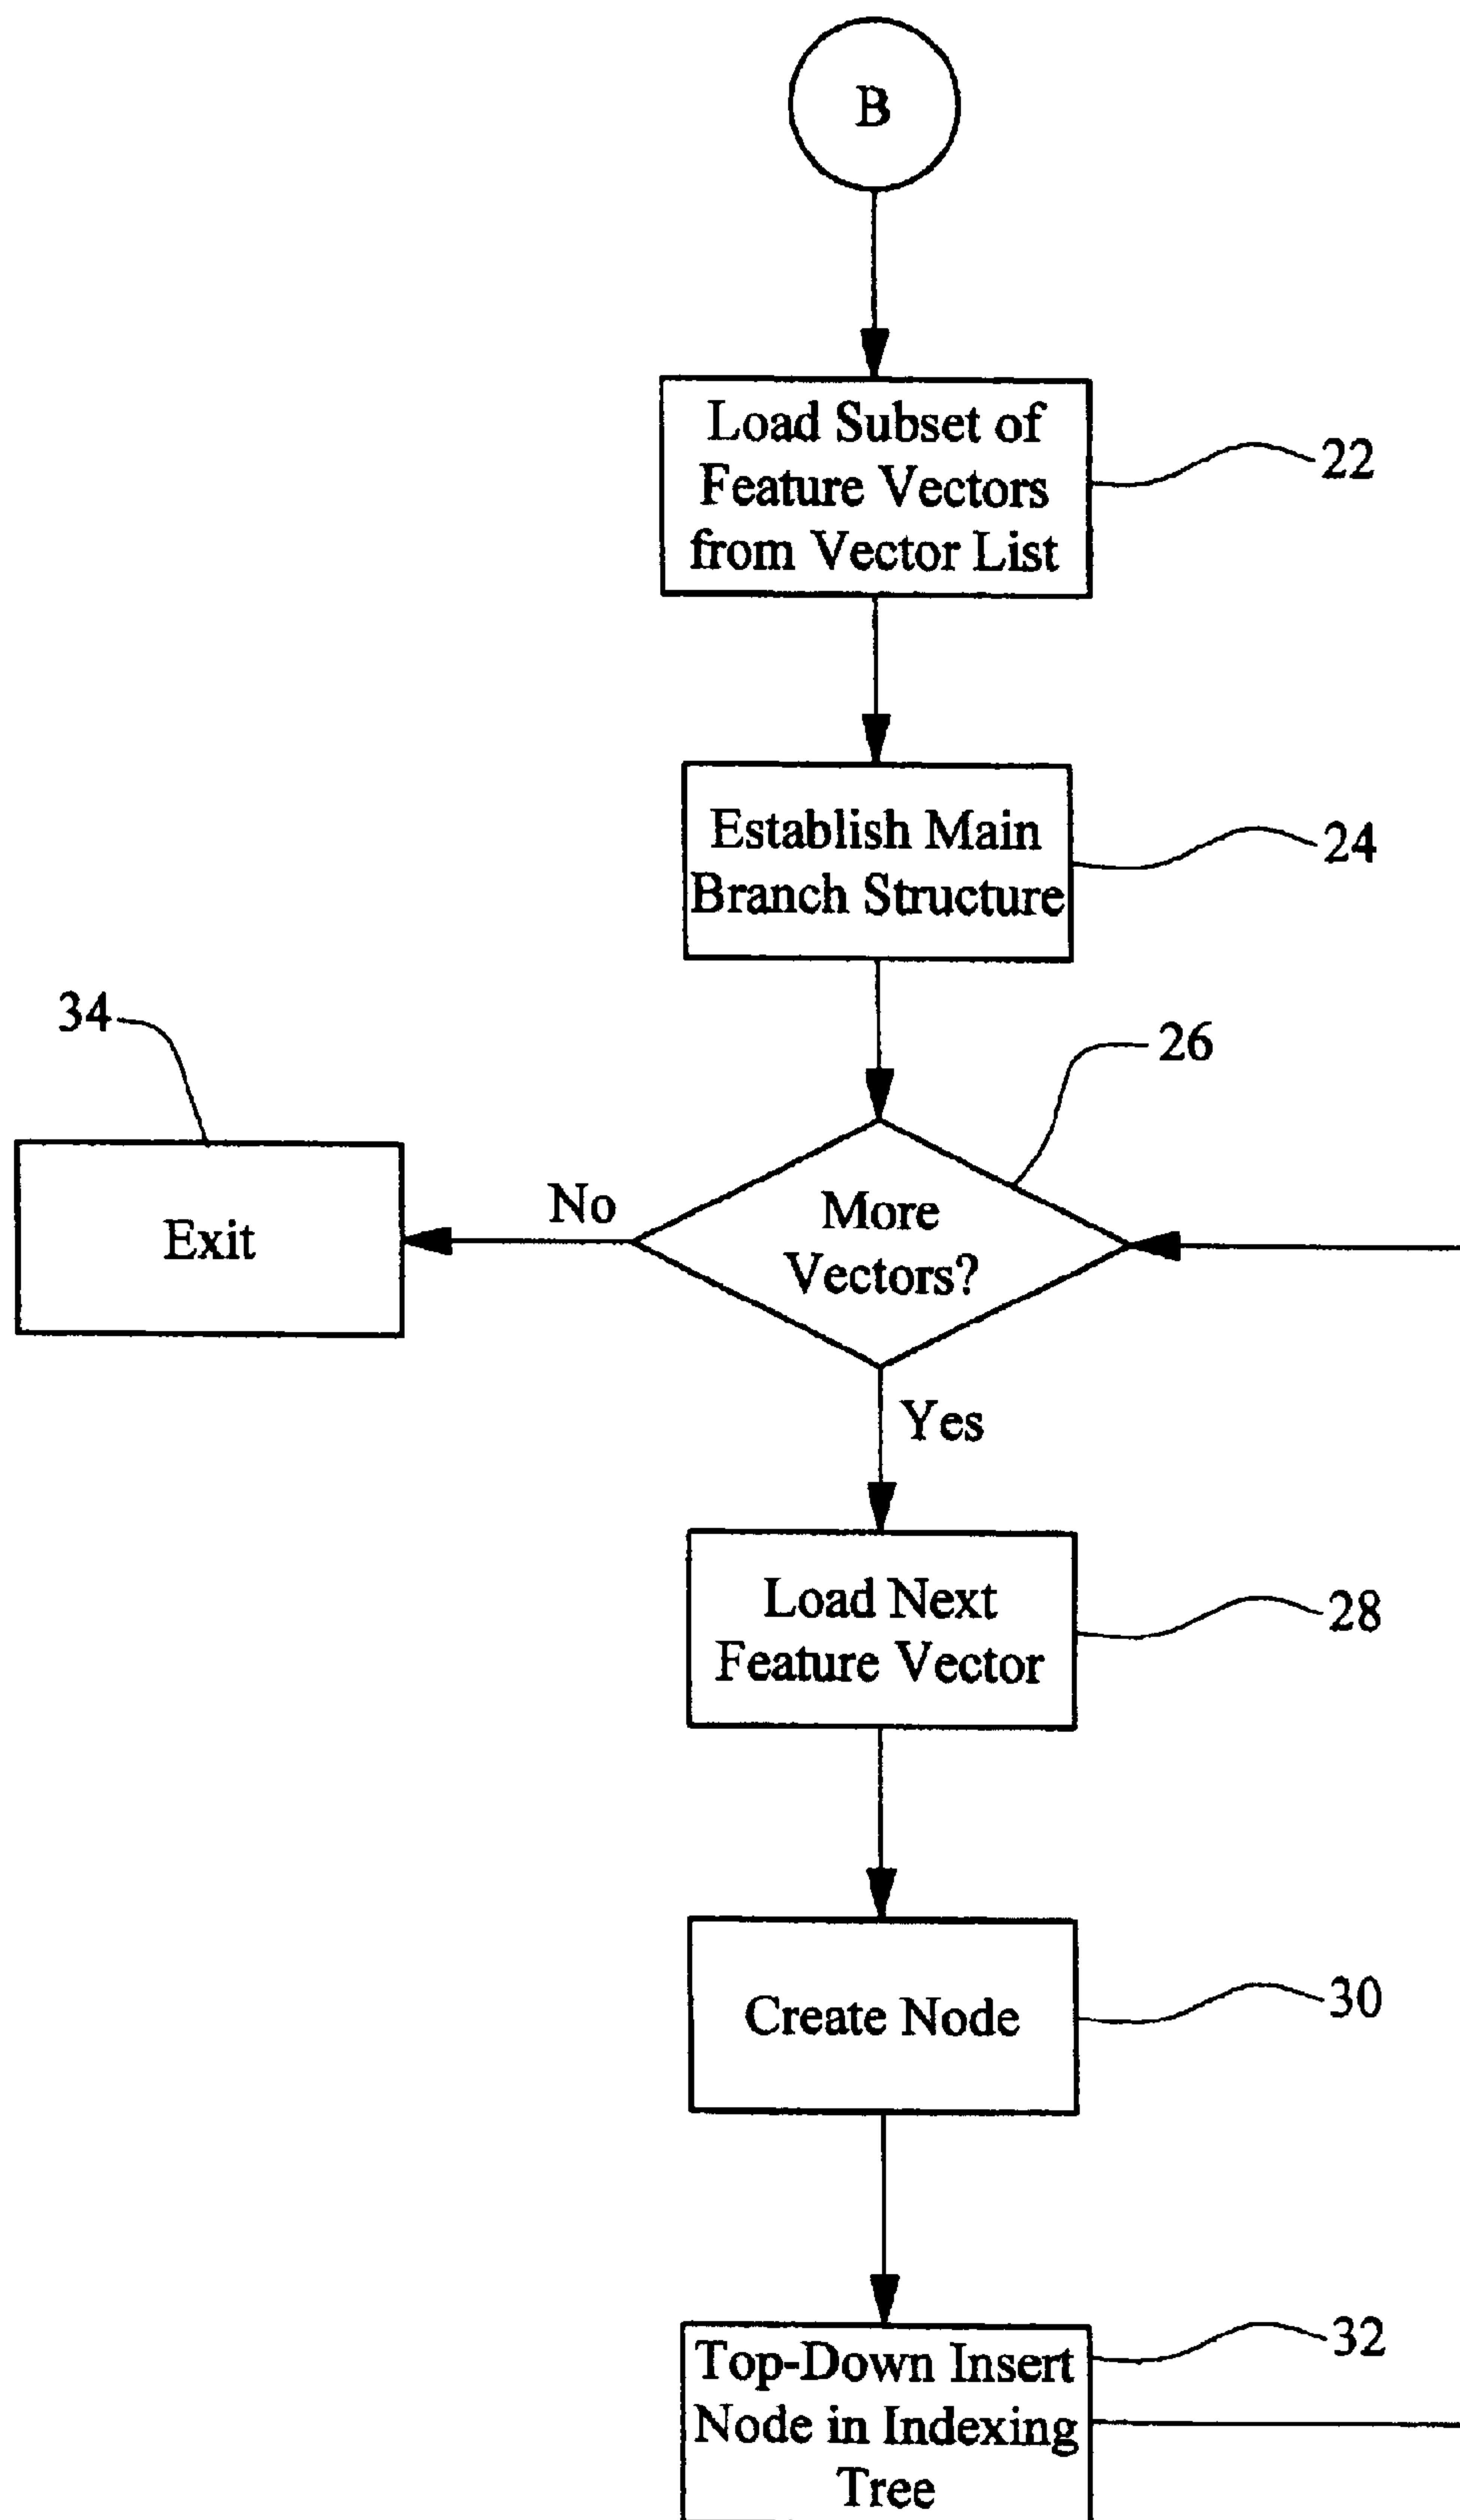 B
Load Subset of
Feature Vectors
from Vector List
22
Establish Main
Branch Structure
24
34
26
Exit
No
More
Vectors?
Yes
Load Next
Feature Vector
28
Create Node
30
Top-Down Insert
Node in Indexing
Tree
32